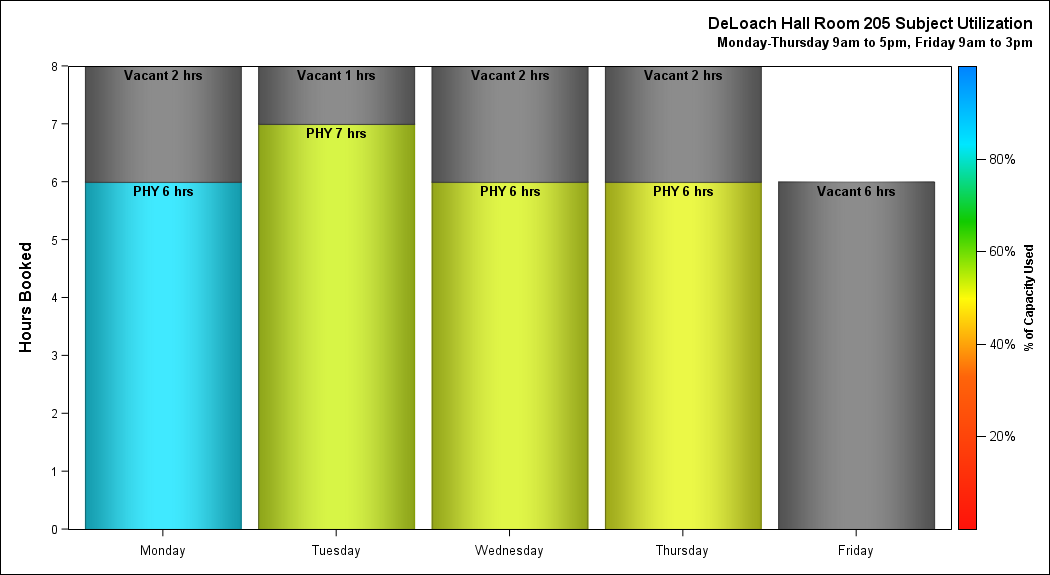 DeLoach Hall Room 205 Subject Utilization
Monday-Thursday 9am to 5pm, Friday 9am to 3pm
Hours Booked
8
7
6
5
4
3
2
1
0
Vacant 2 hrs
PHY 6 hrs
Vacant 1 hrs
PHY 7 hrs
Vacant 2 hrs
PHY 6 hrs
Vacant 2 hrs
PHY 6 hrs
Vacant 6 hrs
Monday
Tuesday
Wednesday
Thursday
Friday
80%
60%
40%
20%
% of Capacity Used